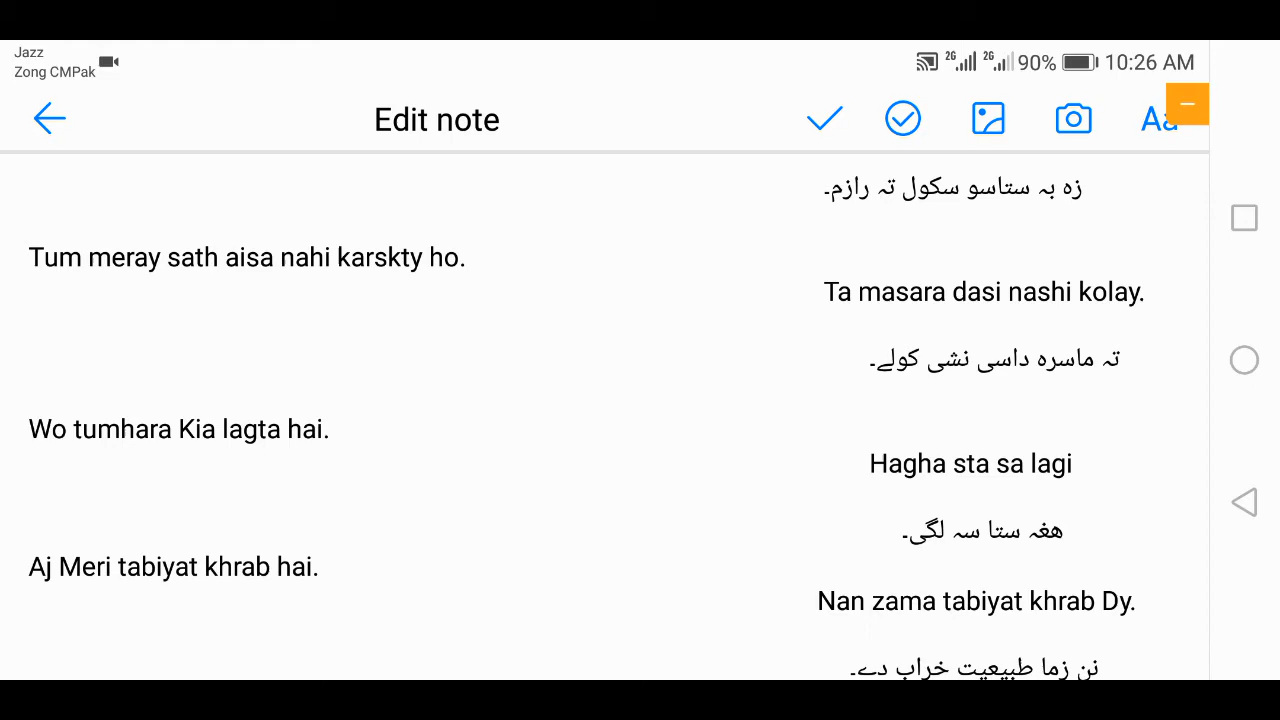 Jazz
Zong CMPak
2G 2G 90% 10:26 AM
Edit note
Aa
زه به ستاسو سکول ته رازم۔
Tum meray sath aisa nahi karskty ho.
Ta masara dasi nashi kolay.
ته ماسره داسی نشی کولے۔
Wo tumhara Kia lagta hai.
Hagha sta sa lagi
هغه ستا سه لگی۔
Aj Meri tabiyat khrab hai.
Nan zama tabiyat khrab Dy.
نن زما طبیعیت خراب دے۔